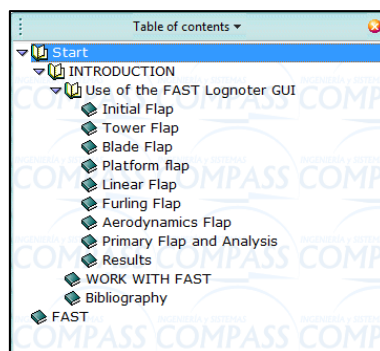 Table of contents
Start
INTRODUCTION
Use of the FAST Lognoter GUI
Initial Flap
Tower Flap
Blade Flap
Platform flap
Linear Flap
Furling Flap
Aerodynamics Flap
Primary Flap and Analysis
Results
WORK WITH FAST
Bibliography
FAST
COMPASS